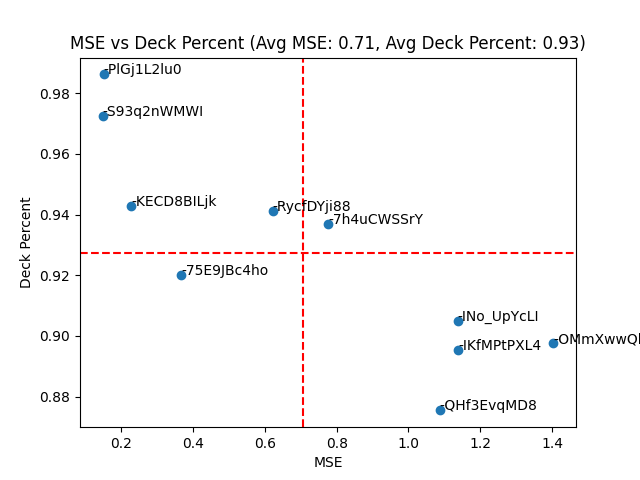 MSE vs Deck Percent (Avg MSE: 0.71, Avg Deck Percent: 0.93)
-PlGj1L2lu0
0.98
-S93q2nWMWI
0.96
-KECD8BILjk
-RycfDYji88
0.94
-7h4uCWSSrY
Deck Percent
-75E9JBc4ho
0.92
-INo_UpYcLI
0.90
-IKfMPtPXL4
0.88
-QHf3EvqMD8
0.2
0.4
0.6
0.8
1.0
1.2
1.4
MSE